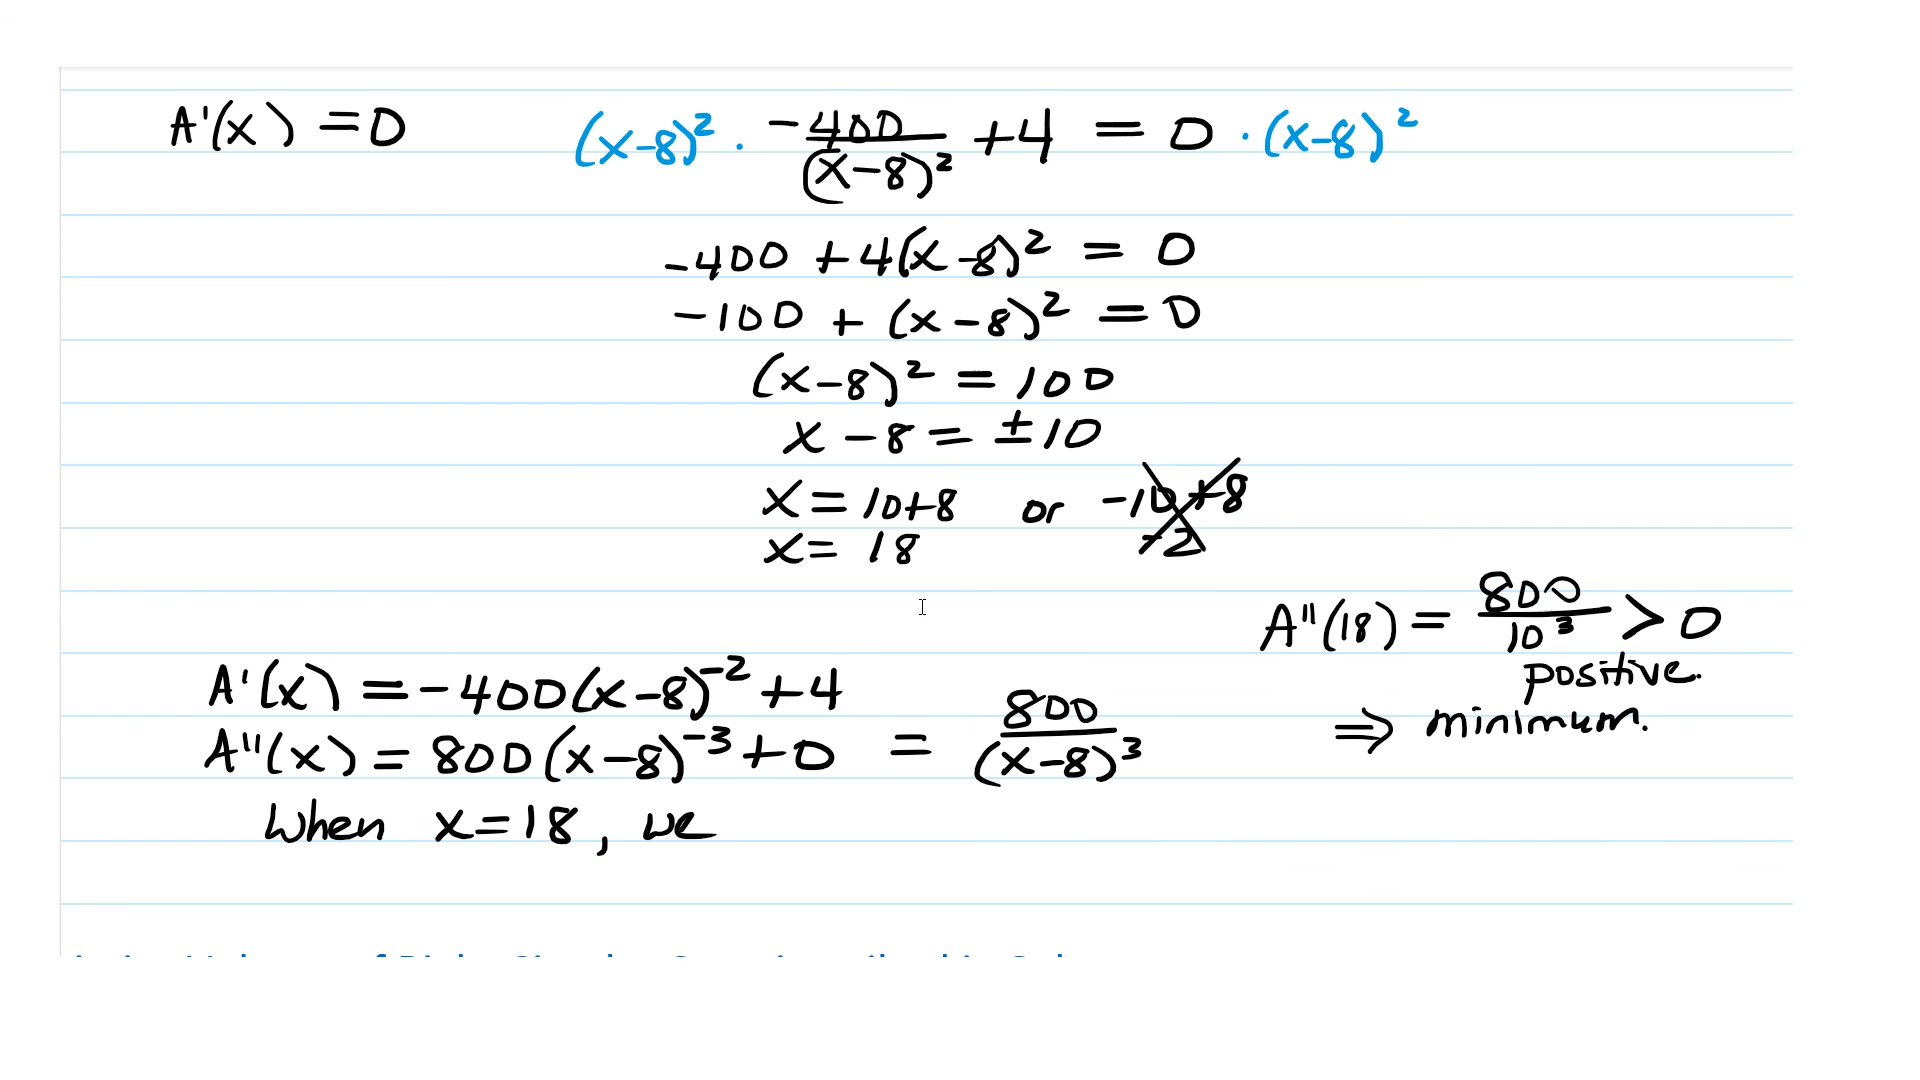 A'(x) = 0 (x-8)² · -400/(x-8)² +4 = 0 · (x-8)²
-400 + 4(x-8)² = 0
-100 + (x-8)² = 0
(x-8)² = 100
x - 8 = ±10
x = 10+8 or -10+8
x = 18 -2
A''(18) = 800/10³ > 0
positive.
⇒ minimum.
A'(x) = -400(x-8)⁻² + 4
A''(x) = 800(x-8)⁻³ + 0 = 800/(x-8)³
When x=18, we